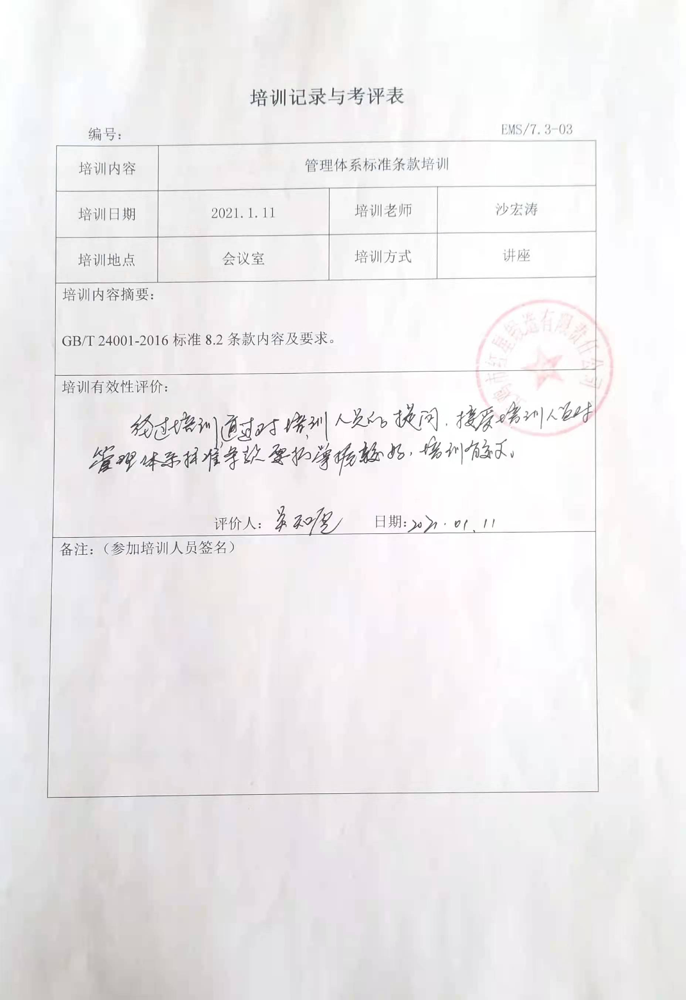 培训记录与考评表
编号：
EMS/7.3-03
培训内容
管理体系标准条款培训
培训日期
2021.1.11
培训老师
沙宏涛
培训地点
会议室
培训方式
讲座
培训内容摘要：
GB/T 24001-2016 标准 8.2 条款内容及要求。
市红星锻造有限责任公司
培训有效性评价：
经过培训,通过对培训人员的提问，接受培训人员对
管理体系标准条款要求掌握较好，培训有效。
评价人： 吴 日期：2021.01.11
备注：（参加培训人员签名）